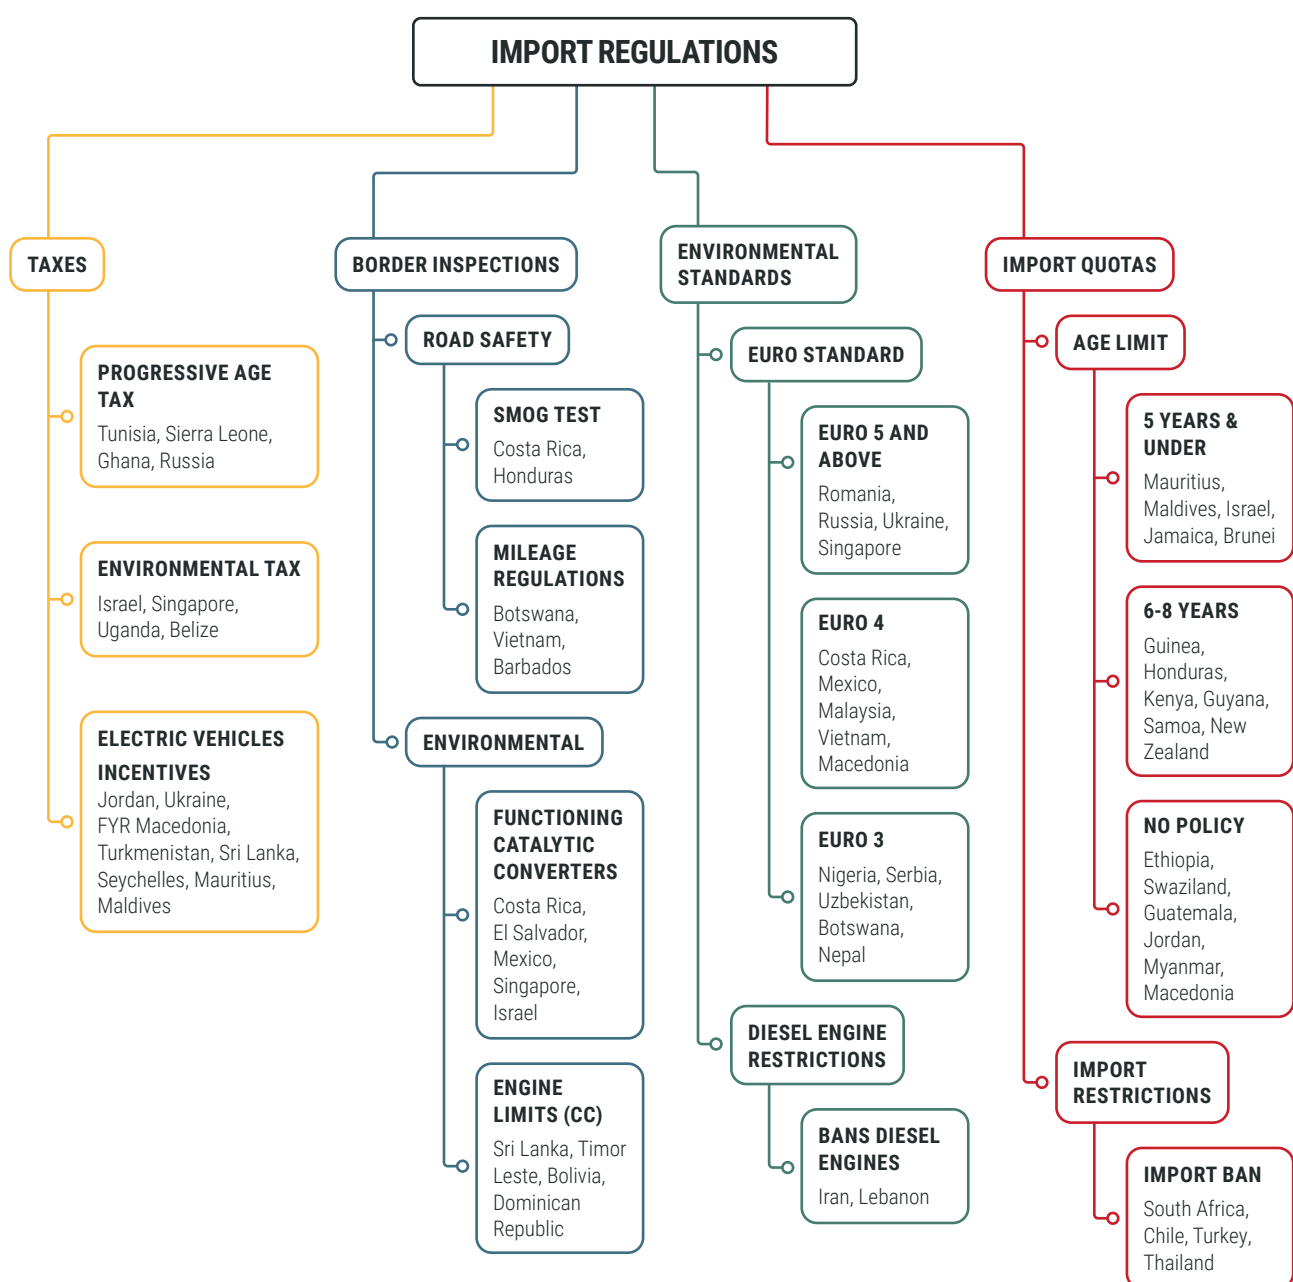 IMPORT REGULATIONS
TAXES
PROGRESSIVE AGE
TAX
Tunisia, Sierra Leone,
Ghana, Russia
ENVIRONMENTAL TAX
Israel, Singapore,
Uganda, Belize
ELECTRIC VEHICLES
INCENTIVES
Jordan, Ukraine,
FYR Macedonia,
Turkmenistan, Sri Lanka,
Seychelles, Mauritius,
Maldives
BORDER INSPECTIONS
ROAD SAFETY
SMOG TEST
Costa Rica,
Honduras
MILEAGE
REGULATIONS
Botswana,
Vietnam,
Barbados
ENVIRONMENTAL
FUNCTIONING
CATALYTIC
CONVERTERS
Costa Rica,
El Salvador,
Mexico,
Singapore,
Israel
ENGINE
LIMITS (CC)
Sri Lanka, Timor
Leste, Bolivia,
Dominican
Republic
ENVIRONMENTAL
STANDARDS
EURO STANDARD
EURO 5 AND
ABOVE
Romania,
Russia, Ukraine,
Singapore
EURO 4
Costa Rica,
Mexico,
Malaysia,
Vietnam,
Macedonia
EURO 3
Nigeria, Serbia,
Uzbekistan,
Botswana,
Nepal
DIESEL ENGINE
RESTRICTIONS
BANS DIESEL
ENGINES
Iran, Lebanon
IMPORT QUOTAS
AGE LIMIT
5 YEARS &
UNDER
Mauritius,
Maldives, Israel,
Jamaica, Brunei
6-8 YEARS
Guinea,
Honduras,
Kenya, Guyana,
Samoa, New
Zealand
NO POLICY
Ethiopia,
Swaziland,
Guatemala,
Jordan,
Myanmar,
Macedonia
IMPORT
RESTRICTIONS
IMPORT BAN
South Africa,
Chile, Turkey,
Thailand